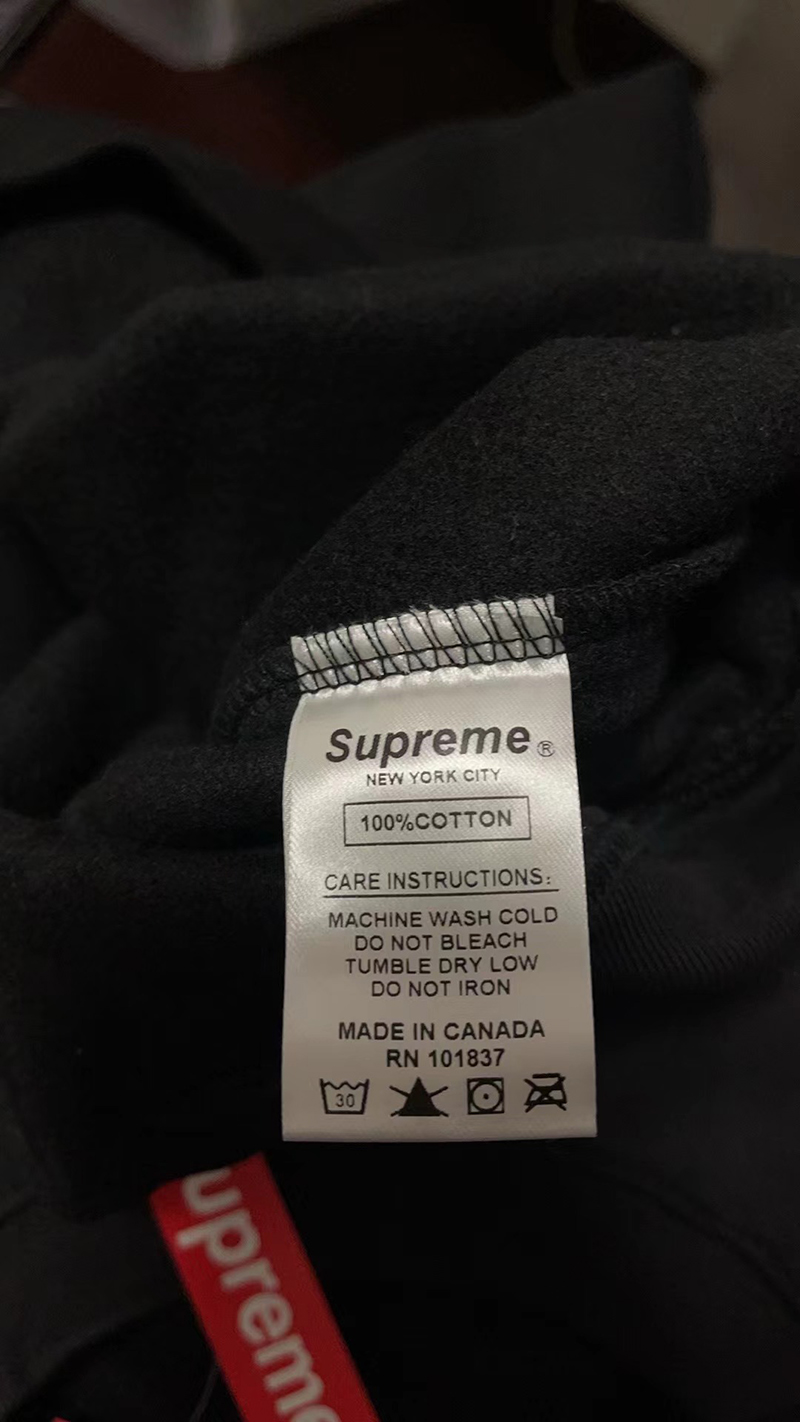 Supreme®
NEW YORK CITY
100%COTTON
CARE INSTRUCTIONS:
MACHINE WASH COLD
DO NOT BLEACH
TUMBLE DRY LOW
DO NOT IRON
MADE IN CANADA
RN 101837
30
upreme